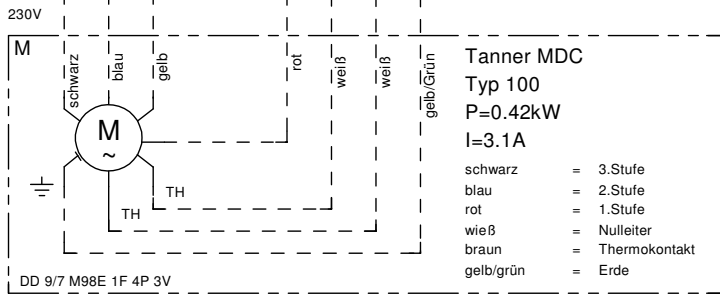 230V
M
schwarz
blau
gelb
rot
weiß
weiß
gelb/Grün
M
~
TH
TH
Tanner MDC
Typ 100
P=0.42kW
I=3.1A
schwarz = 3.Stufe
blau = 2.Stufe
rot = 1.Stufe
wieß = Nulleiter
braun = Thermokontakt
gelb/grün = Erde
DD 9/7 M98E 1F 4P 3V